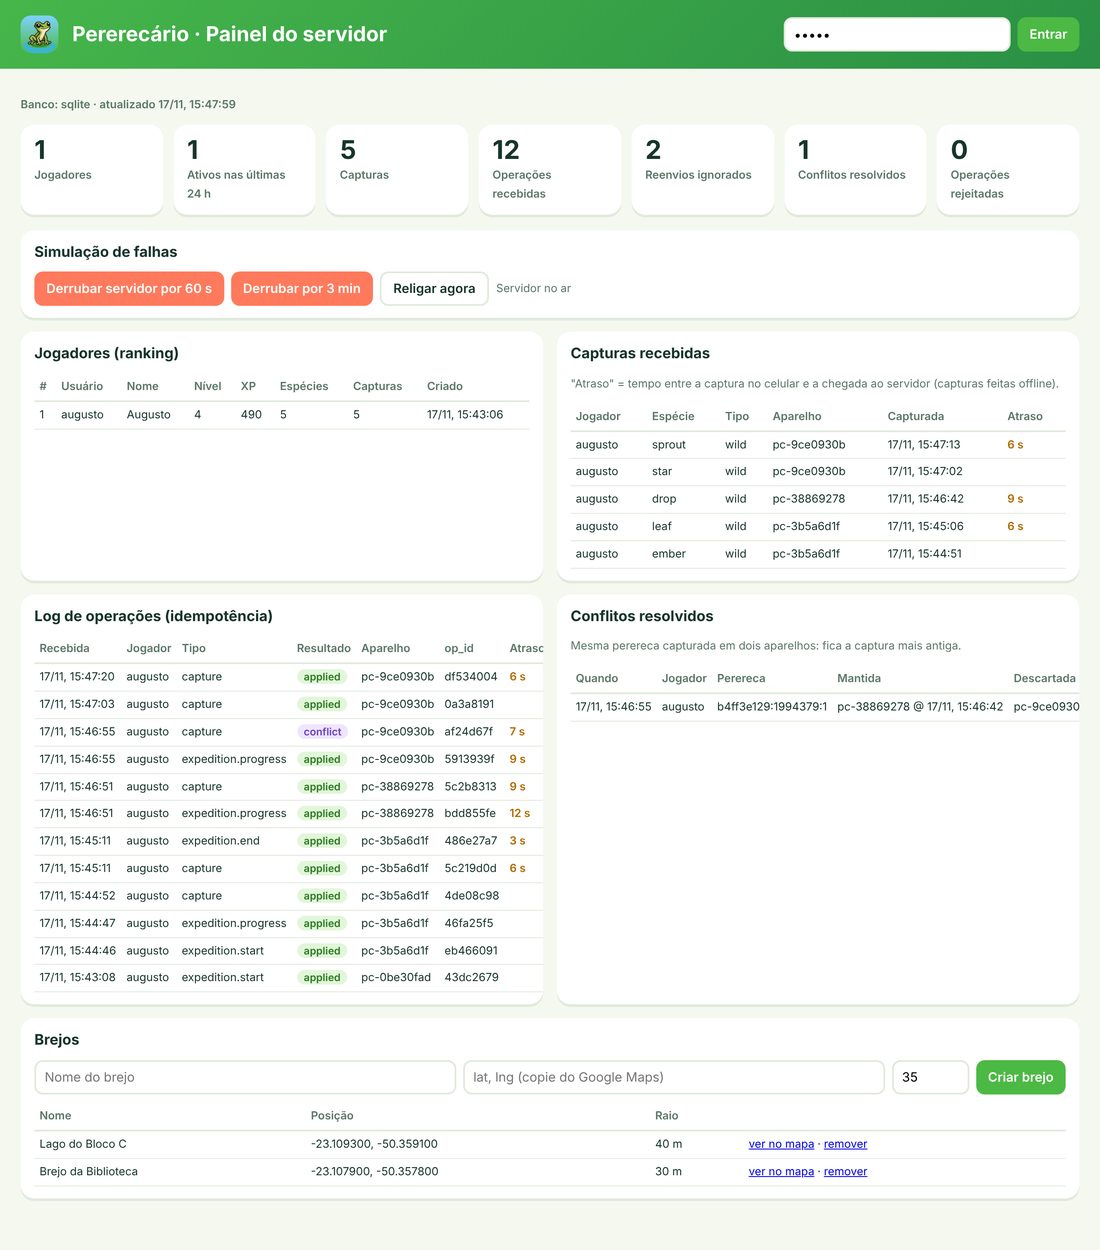 Pererecário · Painel do servidor
•••••
Entrar
Banco: sqlite · atualizado 17/11, 15:47:59
1
Jogadores
1
Ativos nas últimas
24 h
5
Capturas
12
Operações
recebidas
2
Reenvios ignorados
1
Conflitos resolvidos
0
Operações
rejeitadas
Simulação de falhas
Derrubar servidor por 60 s
Derrubar por 3 min
Religar agora
Servidor no ar
Jogadores (ranking)
# Usuário Nome Nível XP Espécies Capturas Criado
1 augusto Augusto 4 490 5 5 17/11, 15:43:06
Capturas recebidas
"Atraso" = tempo entre a captura no celular e a chegada ao servidor (capturas feitas offline).
Jogador Espécie Tipo Aparelho Capturada Atraso
augusto sprout wild pc-9ce0930b 17/11, 15:47:13 6 s
augusto star wild pc-9ce0930b 17/11, 15:47:02
augusto drop wild pc-38869278 17/11, 15:46:42 9 s
augusto leaf wild pc-3b5a6d1f 17/11, 15:45:06 6 s
augusto ember wild pc-3b5a6d1f 17/11, 15:44:51
Log de operações (idempotência)
Recebida Jogador Tipo Resultado Aparelho op_id Atraso
17/11, 15:47:20 augusto capture applied pc-9ce0930b df534004 6 s
17/11, 15:47:03 augusto capture applied pc-9ce0930b 0a3a8191
17/11, 15:46:55 augusto capture conflict pc-9ce0930b af24d67f 7 s
17/11, 15:46:55 augusto expedition.progress applied pc-9ce0930b 5913939f 9 s
17/11, 15:46:51 augusto capture applied pc-38869278 5c2b8313 9 s
17/11, 15:46:51 augusto expedition.progress applied pc-38869278 bdd855fe 12 s
17/11, 15:45:11 augusto expedition.end applied pc-3b5a6d1f 486e27a7 3 s
17/11, 15:45:11 augusto capture applied pc-3b5a6d1f 5c219d0d 6 s
17/11, 15:44:52 augusto capture applied pc-3b5a6d1f 4de08c98
17/11, 15:44:47 augusto expedition.progress applied pc-3b5a6d1f 46fa25f5
17/11, 15:44:46 augusto expedition.start applied pc-3b5a6d1f eb466091
17/11, 15:43:08 augusto expedition.start applied pc-0be30fad 43dc2679
Conflitos resolvidos
Mesma perereca capturada em dois aparelhos: fica a captura mais antiga.
Quando Jogador Perereca Mantida Descartada
17/11, 15:46:55 augusto b4ff3e129:1994379:1 pc-38869278 @ 17/11, 15:46:42 pc-9ce0930
Brejos
Nome do brejo
lat, lng (copie do Google Maps)
35
Criar brejo
Nome Posição Raio
Lago do Bloco C -23.109300, -50.359100 40 m ver no mapa · remover
Brejo da Biblioteca -23.107900, -50.357800 30 m ver no mapa · remover